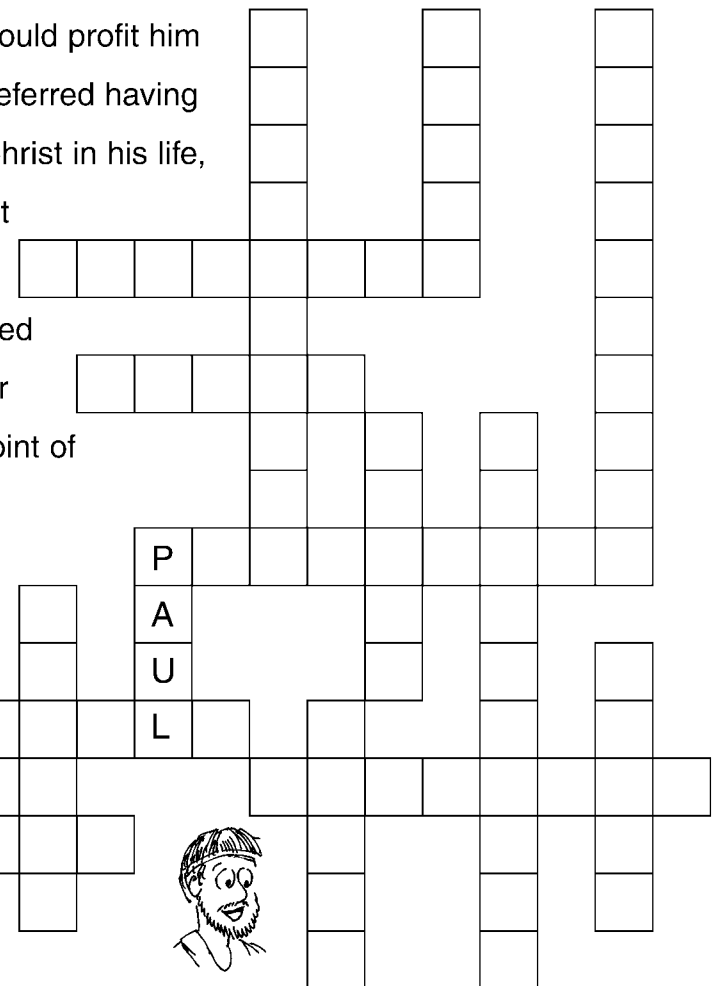 ould profit him
eferred having
hrist in his life,
t
ed
r
oint of
P
A
U
L